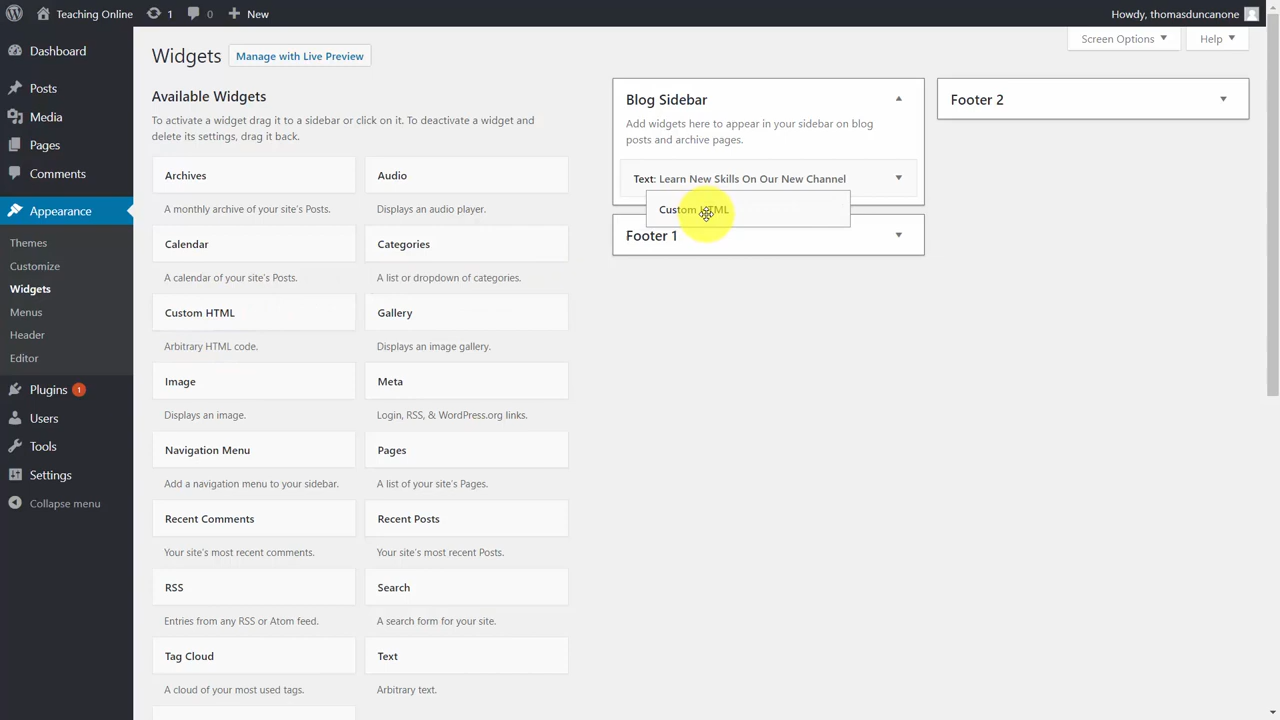 Teaching Online 1 0 New
Howdy, thomasduncanone
Dashboard
Posts
Media
Pages
Comments
Appearance
Themes
Customize
Widgets
Menus
Header
Editor
Plugins 1
Users
Tools
Settings
Collapse menu
Screen Options
Help
Widgets
Manage with Live Preview
Available Widgets
To activate a widget drag it to a sidebar or click on it. To deactivate a widget and
delete its settings, drag it back.
Archives
A monthly archive of your site's Posts.
Audio
Displays an audio player.
Calendar
A calendar of your site's Posts.
Categories
A list or dropdown of categories.
Custom HTML
Arbitrary HTML code.
Gallery
Displays an image gallery.
Image
Displays an image.
Meta
Login, RSS, & WordPress.org links.
Navigation Menu
Add a navigation menu to your sidebar.
Pages
A list of your site's Pages.
Recent Comments
Your site's most recent comments.
Recent Posts
Your site's most recent Posts.
RSS
Entries from any RSS or Atom feed.
Search
A search form for your site.
Tag Cloud
A cloud of your most used tags.
Text
Arbitrary text.
Blog Sidebar
Add widgets here to appear in your sidebar on blog
posts and archive pages.
Text: Learn New Skills On Our New Channel
Custom HTML
Footer 1
Footer 2